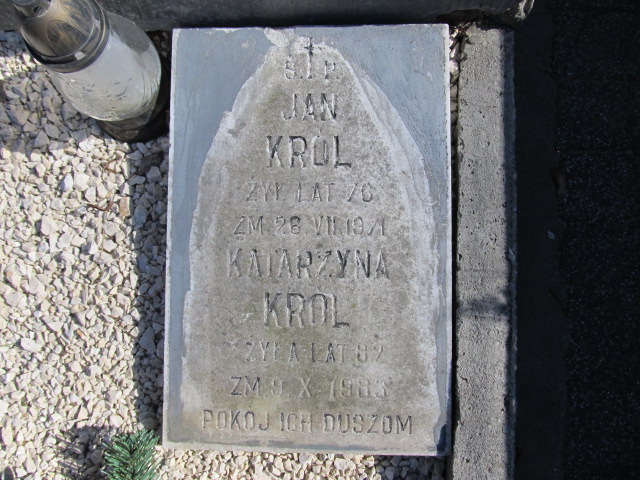 Ś.†P.
JAN
KRÓL
ŻYŁ LAT 76
ZM. 28.VII.1971
KATARZYNA
KRÓL
ŻYŁA LAT 82
ZM. 9 X. 1983
POKÓJ ICH DUSZOM